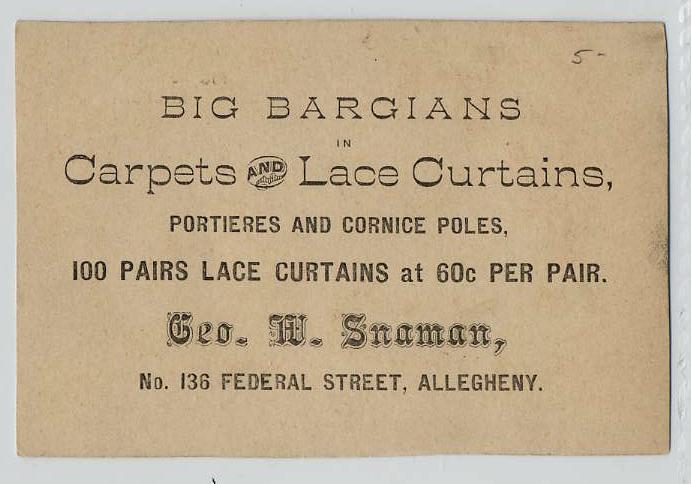 5-
BIG BARGIANS
IN
Carpets AND Lace Curtains,
PORTIERES AND CORNICE POLES,
100 PAIRS LACE CURTAINS at 60c PER PAIR.
Geo. W. Snaman,
No. 136 FEDERAL STREET, ALLEGHENY.